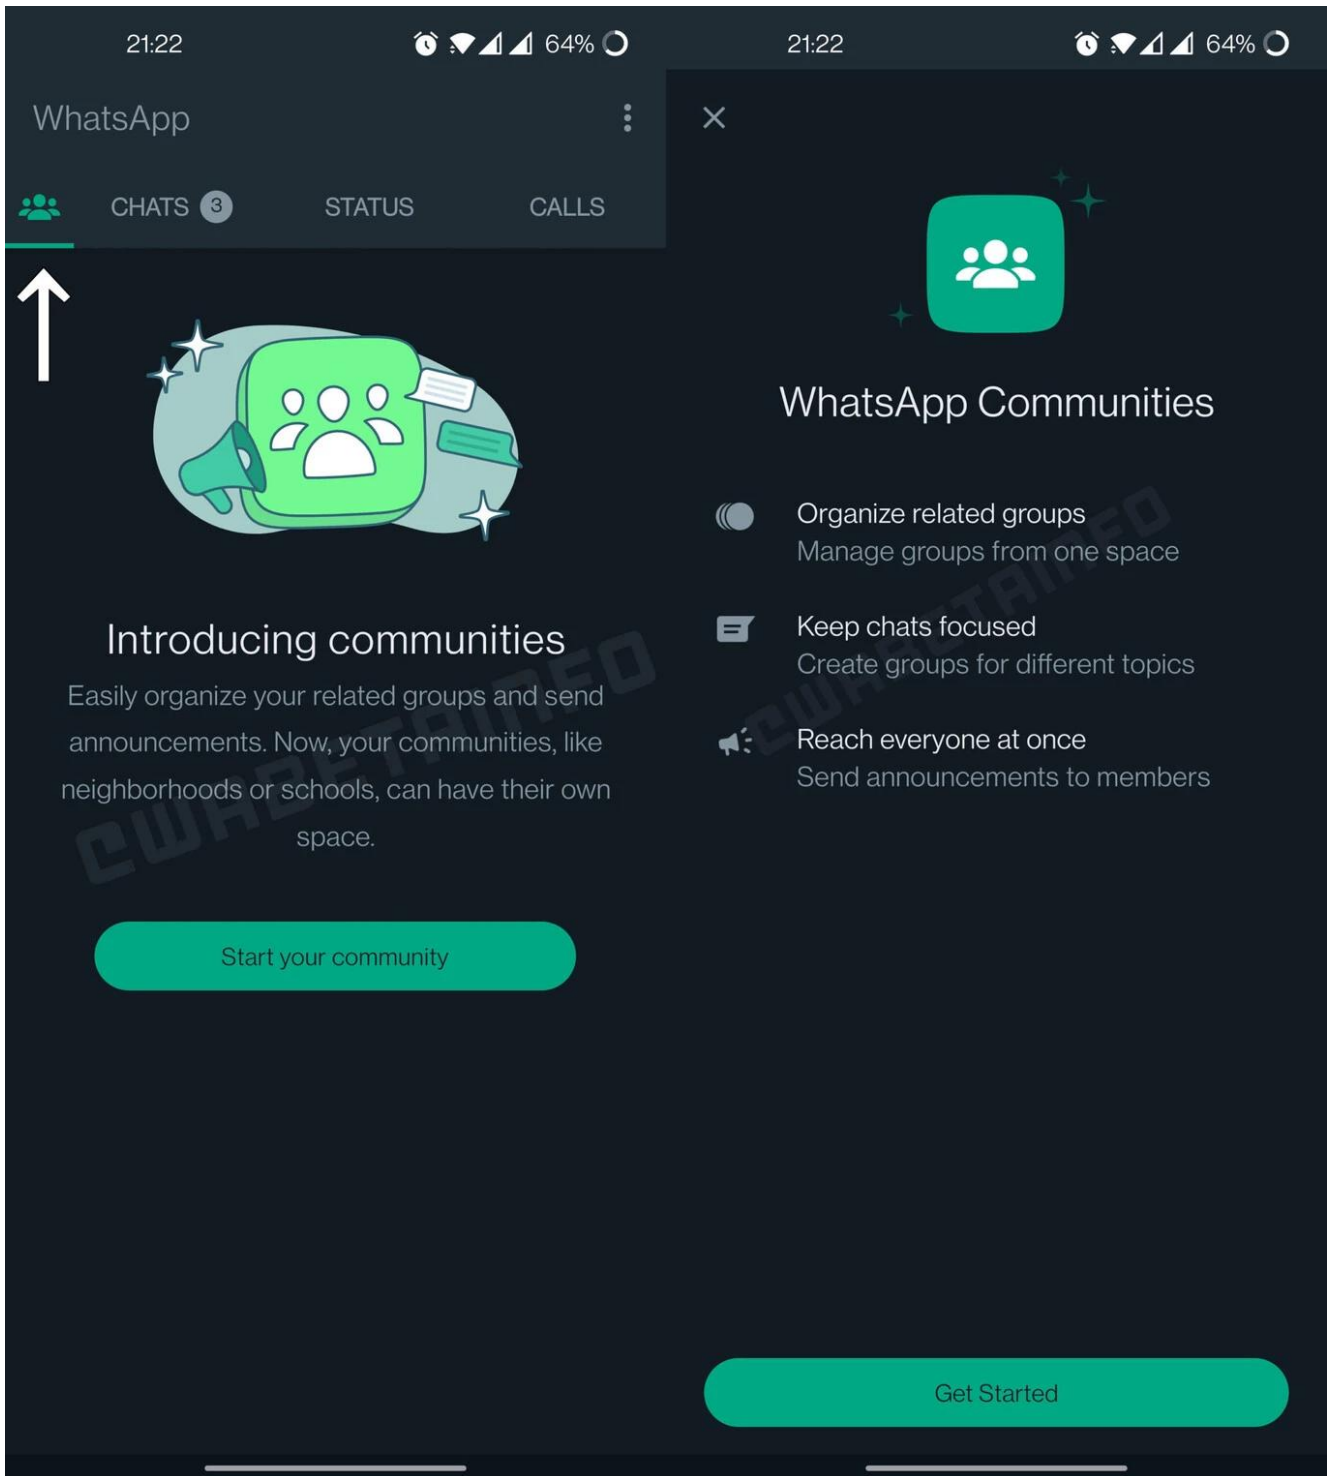 21:22
64%
WhatsApp
CHATS 3
STATUS
CALLS
Introducing communities
Easily organize your related groups and send
announcements. Now, your communities, like
neighborhoods or schools, can have their own
space.
Start your community
CWABETAINFO
21:22
64%
WhatsApp Communities
Organize related groups
Manage groups from one space
Keep chats focused
Create groups for different topics
Reach everyone at once
Send announcements to members
Get Started
CWABETAINFO